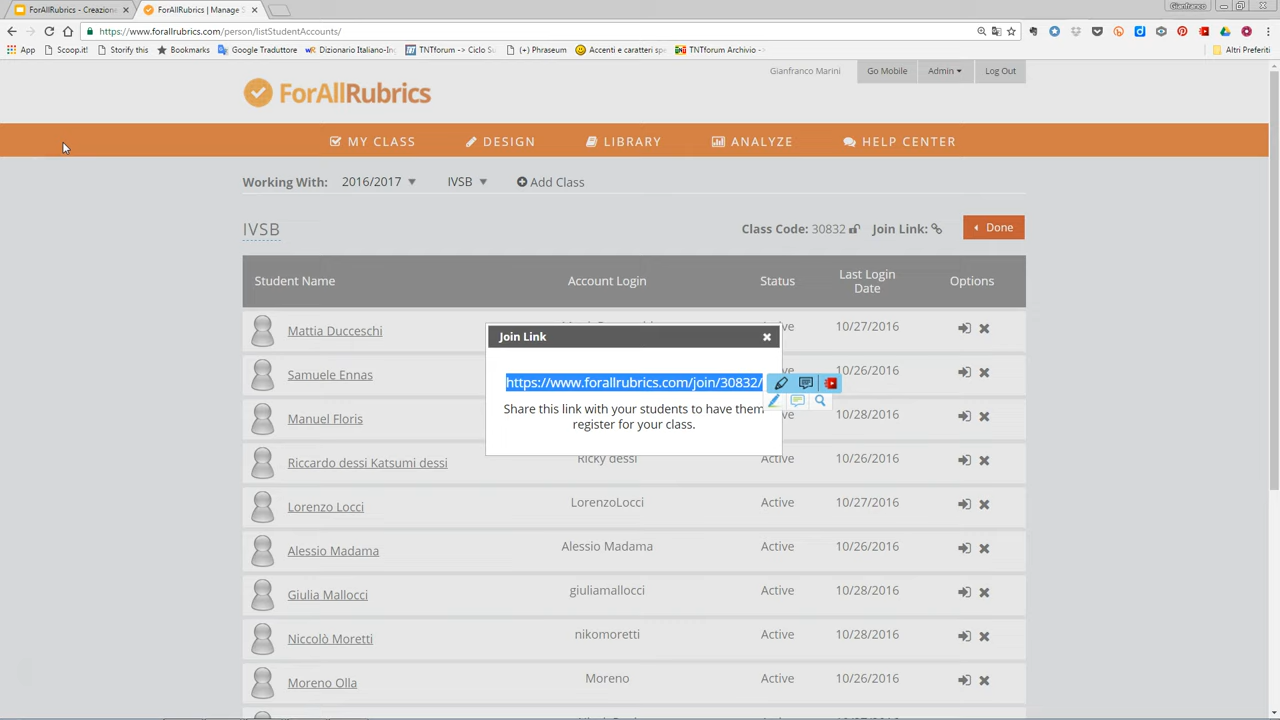 ForAllRubrics - Creazione
ForAllRubrics | Manage S
Gianfranco
https://www.forallrubrics.com/person/listStudentAccounts/
App Scoop.it! Storify this Bookmarks Google Traduttore Dizionario Italiano-In TNTforum -> Ciclo Su (+) Phraseum Accenti e caratteri spe TNTforum Archivio -> Altri Preferiti
Gianfranco Marini Go Mobile Admin Log Out
ForAllRubrics
MY CLASS DESIGN LIBRARY ANALYZE HELP CENTER
Working With: 2016/2017 IVSB Add Class
IVSB Class Code: 30832 Join Link: Done
Student Name Account Login Status Last Login Date Options
Mattia Ducceschi 10/27/2016
Join Link
Samuele Ennas 10/26/2016
https://www.forallrubrics.com/join/30832/
Share this link with your students to have them
register for your class.
Manuel Floris 10/28/2016
Riccardo dessi Katsumi dessi Ricky dessi Active 10/26/2016
Lorenzo Locci LorenzoLocci Active 10/27/2016
Alessio Madama Alessio Madama Active 10/26/2016
Giulia Mallocci giuliamallocci Active 10/28/2016
Niccolò Moretti nikomoretti Active 10/28/2016
Moreno Olla Moreno Active 10/26/2016